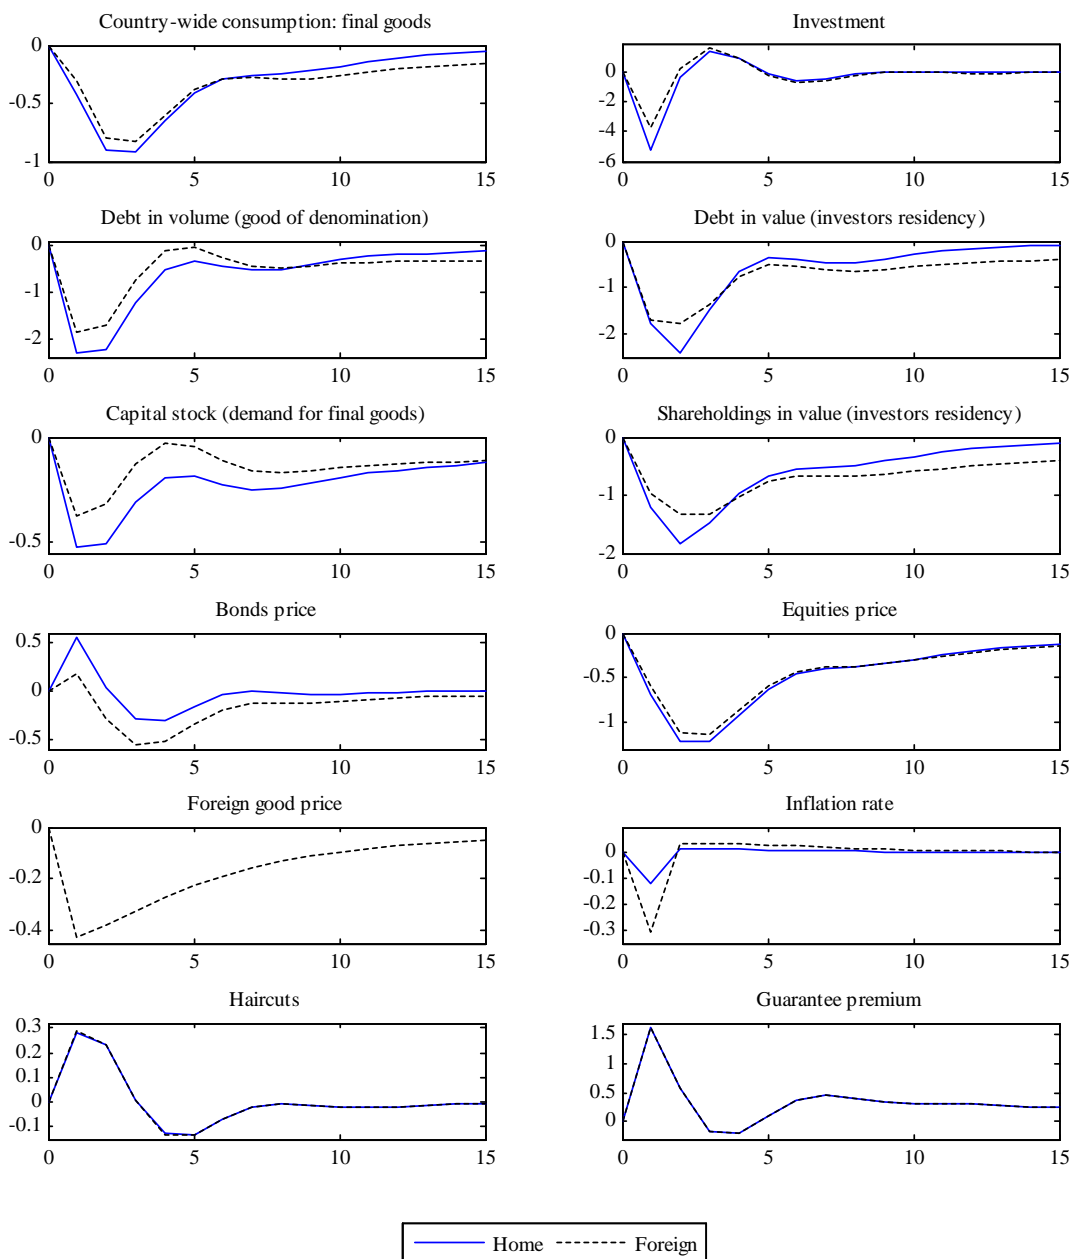 Country-wide consumption: final goods
0
-0.5
-1
0 5 10 15
Investment
0
-2
-4
-6
0 5 10 15
Debt in volume (good of denomination)
0
-1
-2
0 5 10 15
Debt in value (investors residency)
0
-1
-2
0 5 10 15
Capital stock (demand for final goods)
0
-0.5
0 5 10 15
Shareholdings in value (investors residency)
0
-1
-2
0 5 10 15
Bonds price
0.5
0
-0.5
0 5 10 15
Equities price
0
-0.5
-1
0 5 10 15
Foreign good price
0
-0.2
-0.4
0 5 10 15
Inflation rate
0
-0.1
-0.2
-0.3
0 5 10 15
Haircuts
0.3
0.2
0.1
0
-0.1
0 5 10 15
Guarantee premium
1.5
1
0.5
0
0 5 10 15
Home Foreign